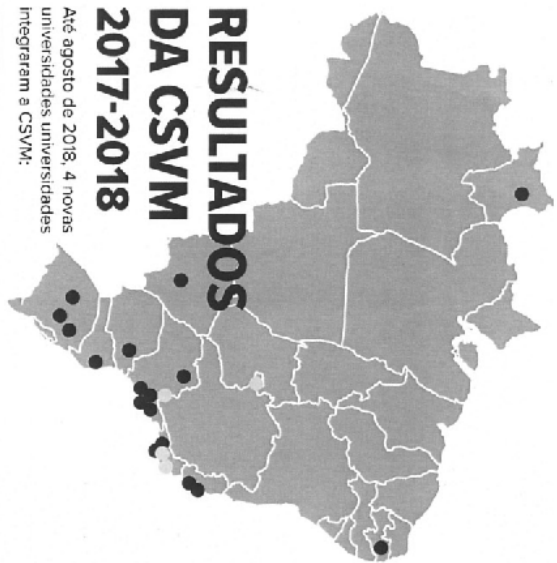 RESULTADOS
DA CSVM
2017-2018
Até agosto de 2018, 4 novas
universidades universidades
integraram a CSVM: